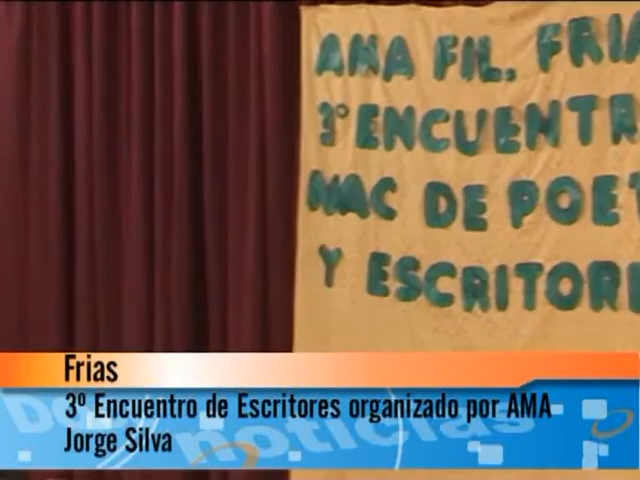 AMA FIL. FRIA
3º ENCUENTR
NAC DE POET
Y ESCRITORE
Frias
3º Encuentro de Escritores organizado por AMA
Jorge Silva
noticias